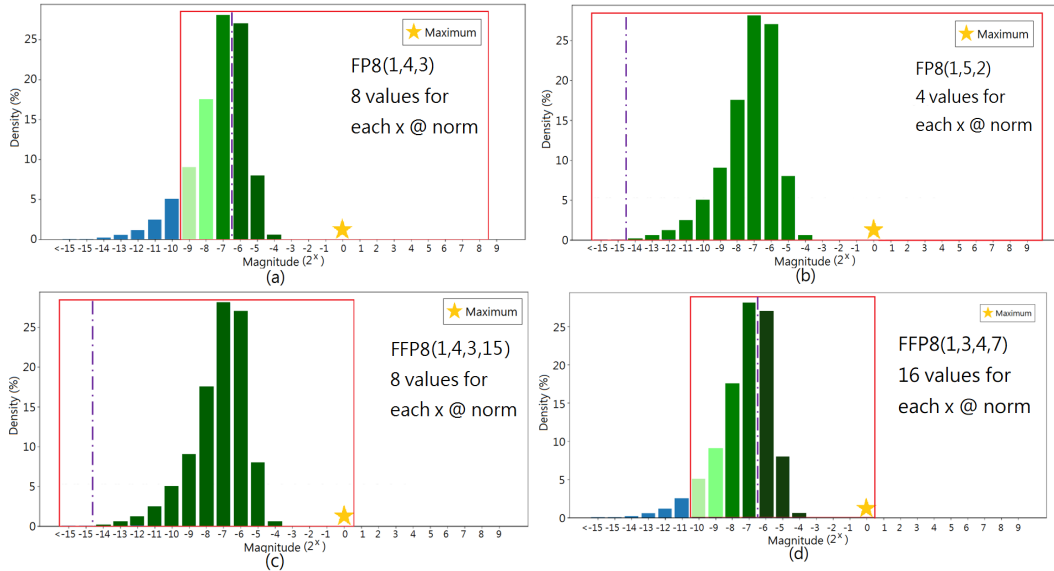 Maximum
FP8(1,4,3)
8 values for
each x @ norm
Density (%)
25
20
15
10
5
0
<-15 -15 -14 -13 -12 -11 -10 -9 -8 -7 -6 -5 -4 -3 -2 -1 0 1 2 3 4 5 6 7 8 9
Magnitude (2^x)
(a)
Maximum
FP8(1,5,2)
4 values for
each x @ norm
Density (%)
25
20
15
10
5
0
<-15 -15 -14 -13 -12 -11 -10 -9 -8 -7 -6 -5 -4 -3 -2 -1 0 1 2 3 4 5 6 7 8 9
Magnitude (2^x)
(b)
Maximum
FFP8(1,4,3,15)
8 values for
each x @ norm
Density (%)
25
20
15
10
5
0
<-15 -15 -14 -13 -12 -11 -10 -9 -8 -7 -6 -5 -4 -3 -2 -1 0 1 2 3 4 5 6 7 8 9
Magnitude (2^x)
(c)
Maximum
FFP8(1,3,4,7)
16 values for
each x @ norm
Density (%)
25
20
15
10
5
0
<-15 -15 -14 -13 -12 -11 -10 -9 -8 -7 -6 -5 -4 -3 -2 -1 0 1 2 3 4 5 6 7 8 9
Magnitude (2^x)
(d)